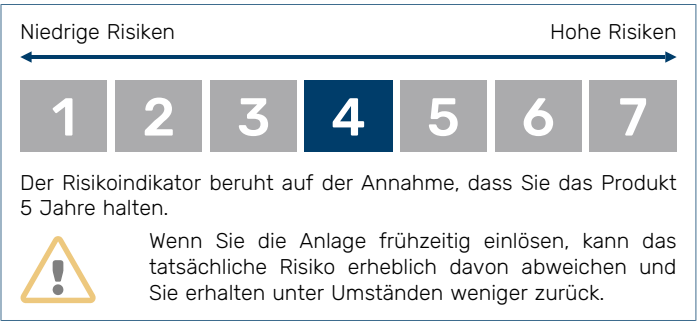 Niedrige Risiken Hohe Risiken
1 2 3 4 5 6 7
Der Risikoindikator beruht auf der Annahme, dass Sie das Produkt
5 Jahre halten.
Wenn Sie die Anlage frühzeitig einlösen, kann das
tatsächliche Risiko erheblich davon abweichen und
Sie erhalten unter Umständen weniger zurück.